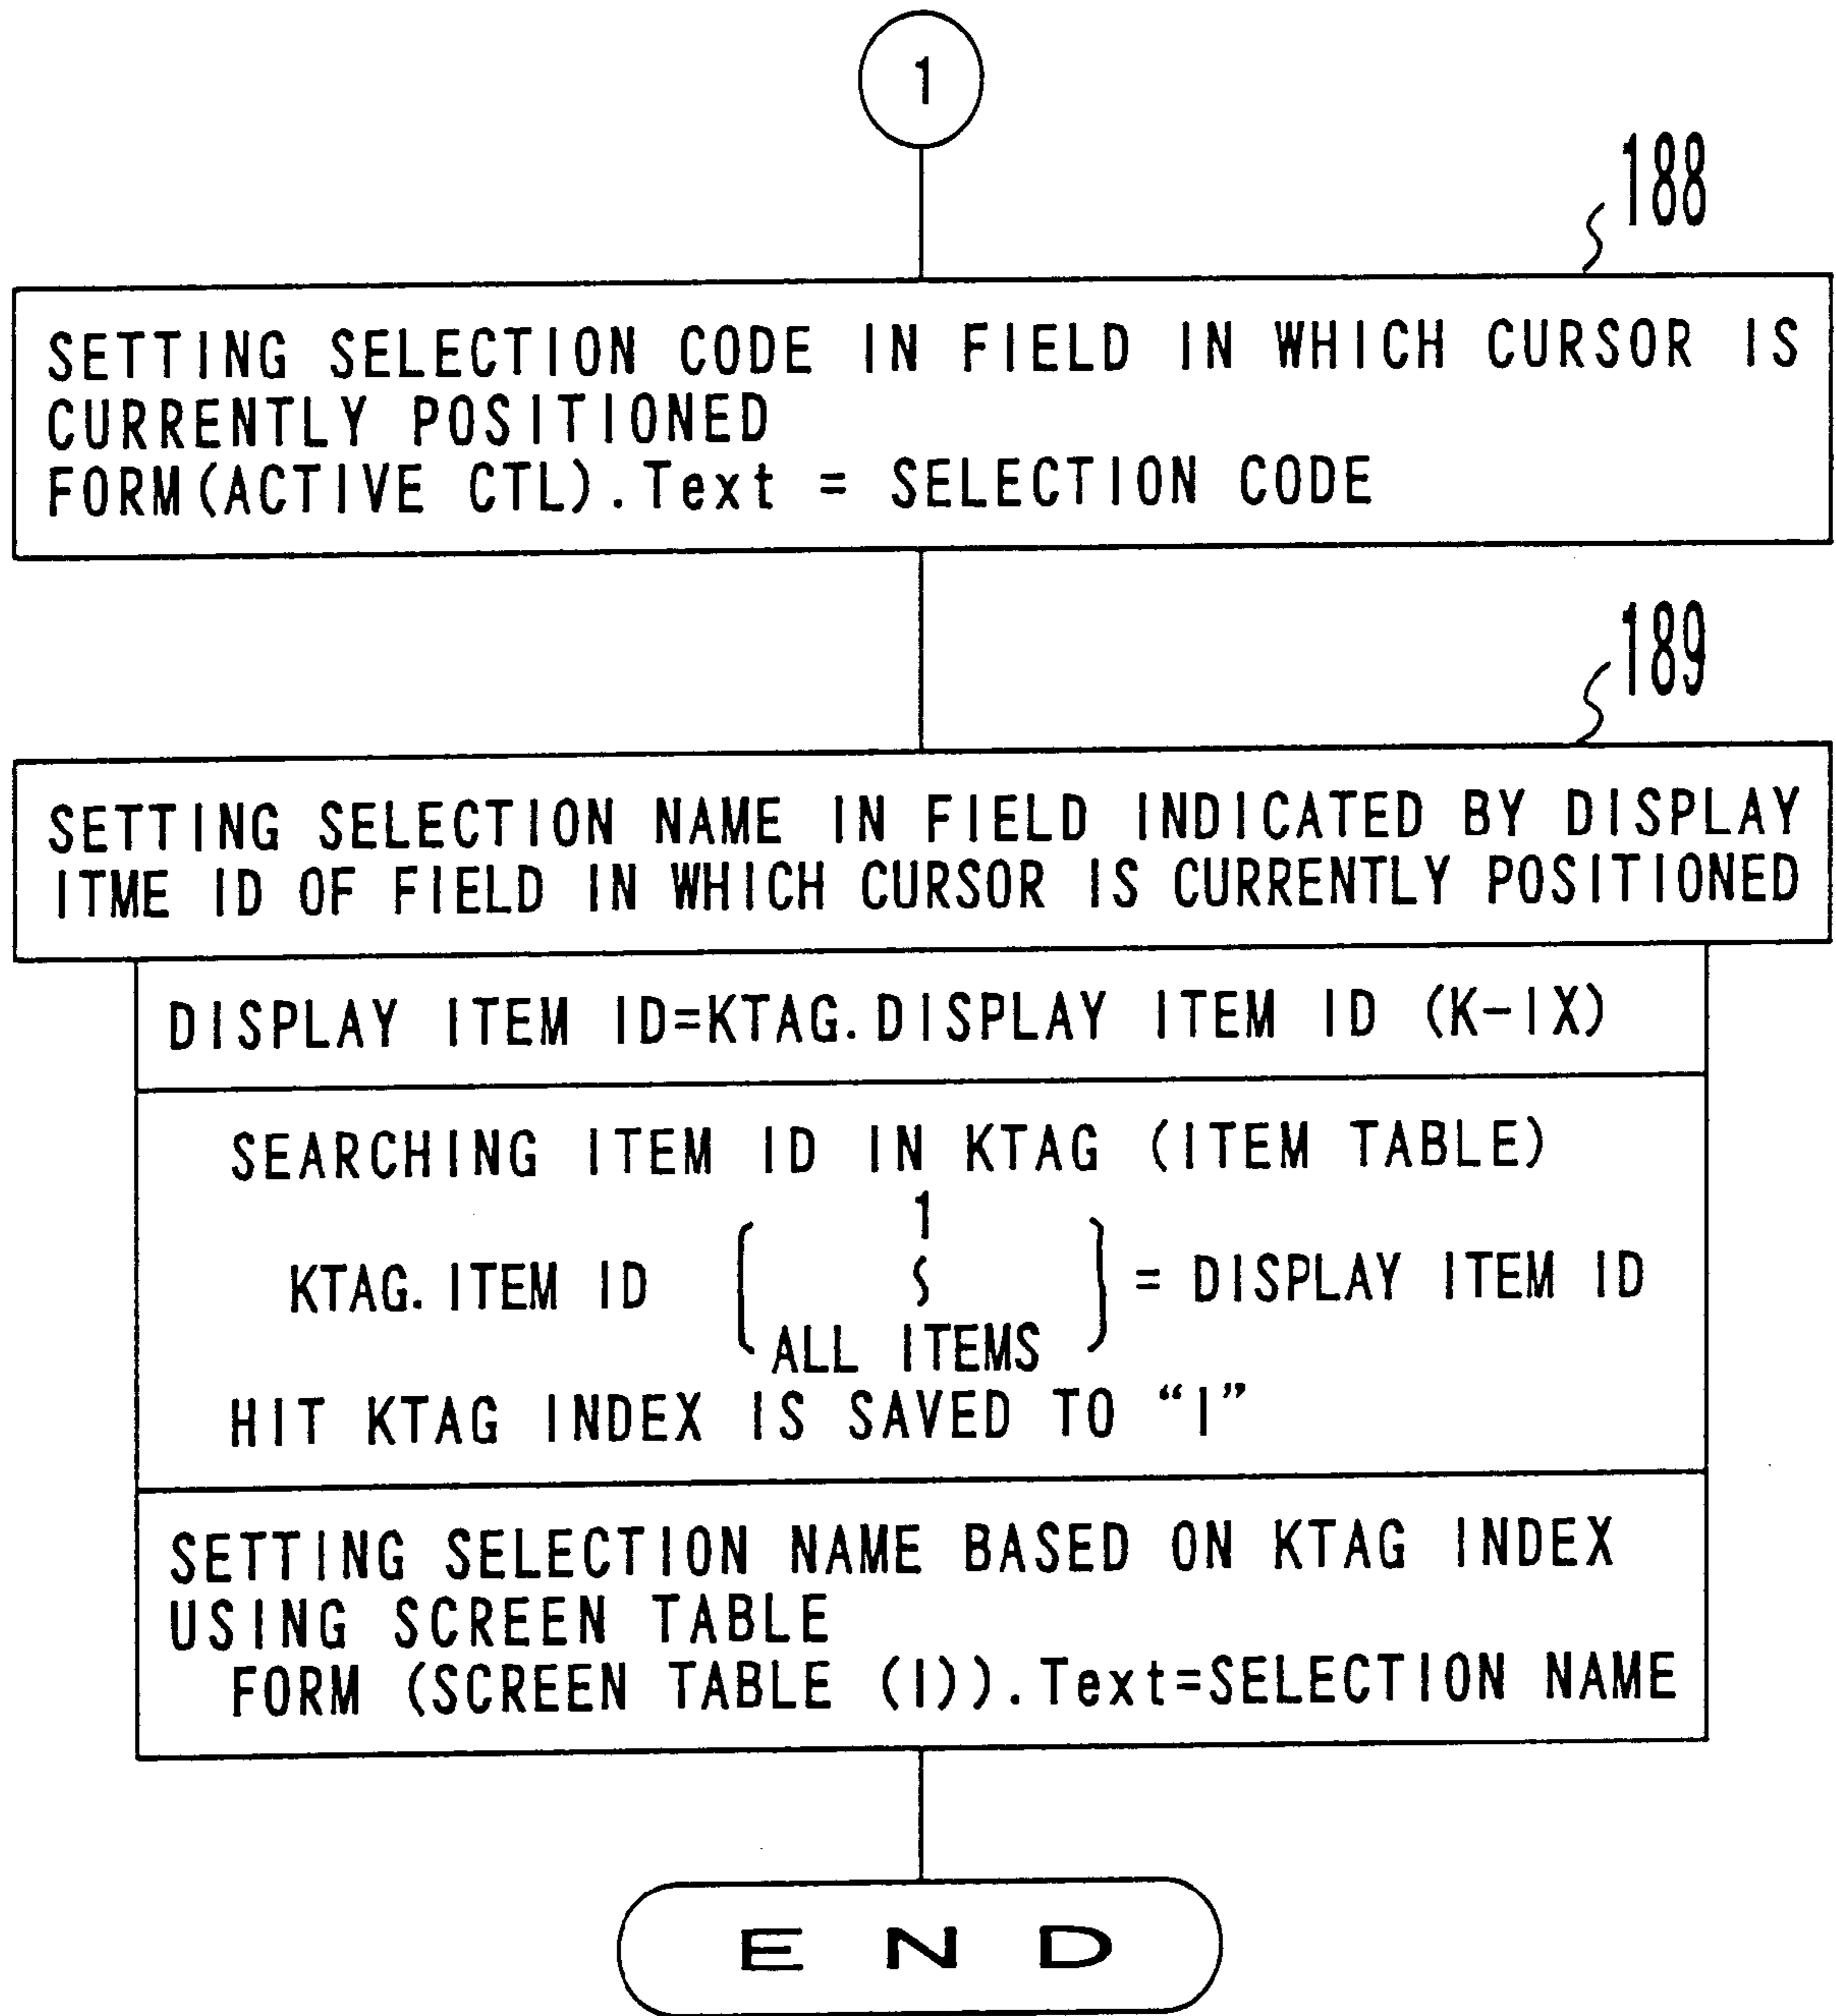 1
188
SETTING SELECTION CODE IN FIELD IN WHICH CURSOR IS
CURRENTLY POSITIONED
FORM(ACTIVE CTL).Text = SELECTION CODE
189
SETTING SELECTION NAME IN FIELD INDICATED BY DISPLAY
ITME ID OF FIELD IN WHICH CURSOR IS CURRENTLY POSITIONED
DISPLAY ITEM ID=KTAG.DISPLAY ITEM ID (K-IX)
SEARCHING ITEM ID IN KTAG (ITEM TABLE)
1
KTAG.ITEM ID { ∫ } = DISPLAY ITEM ID
ALL ITEMS
HIT KTAG INDEX IS SAVED TO “I”
SETTING SELECTION NAME BASED ON KTAG INDEX
USING SCREEN TABLE
FORM (SCREEN TABLE (I)).Text=SELECTION NAME
END